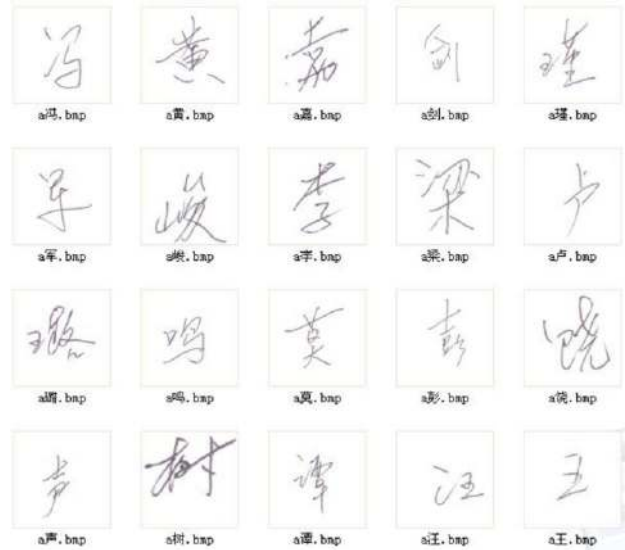 冯 黄 嘉 剑 瑾
a冯.bmp a黄.bmp a嘉.bmp a剑.bmp a瑾.bmp
军 峻 李 梁 卢
a军.bmp a峻.bmp a李.bmp a梁.bmp a卢.bmp
璐 鸣 莫 彭 饶
a璐.bmp a鸣.bmp a莫.bmp a彭.bmp a饶.bmp
声 树 谭 汪 王
a声.bmp a树.bmp a谭.bmp a汪.bmp a王.bmp